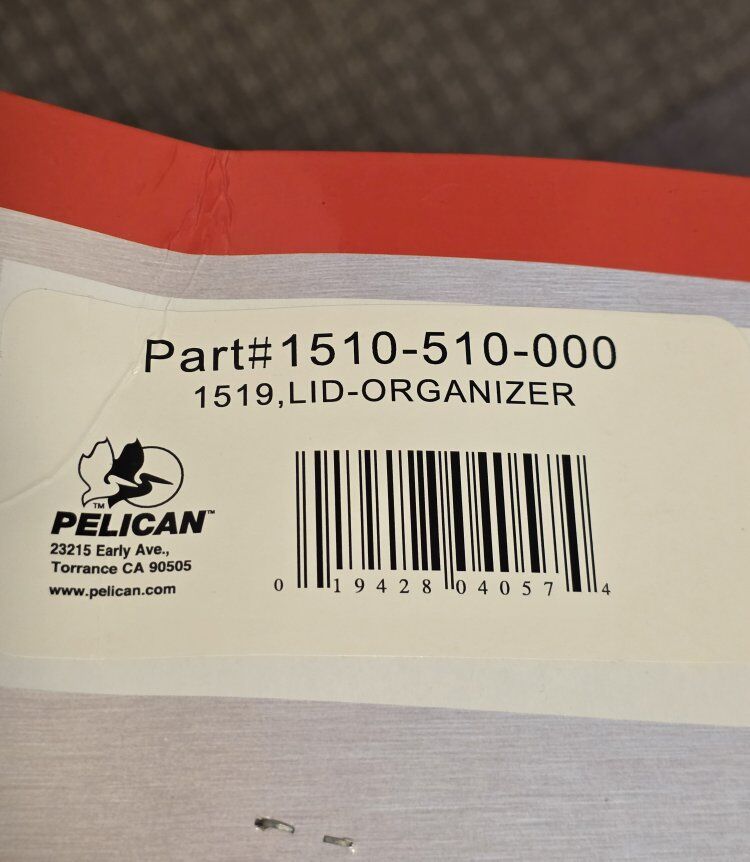 Part#1510-510-000
1519,LID-ORGANIZER
TM
PELICAN™
23215 Early Ave.,
Torrance CA 90505
www.pelican.com
0 19428 04057 4